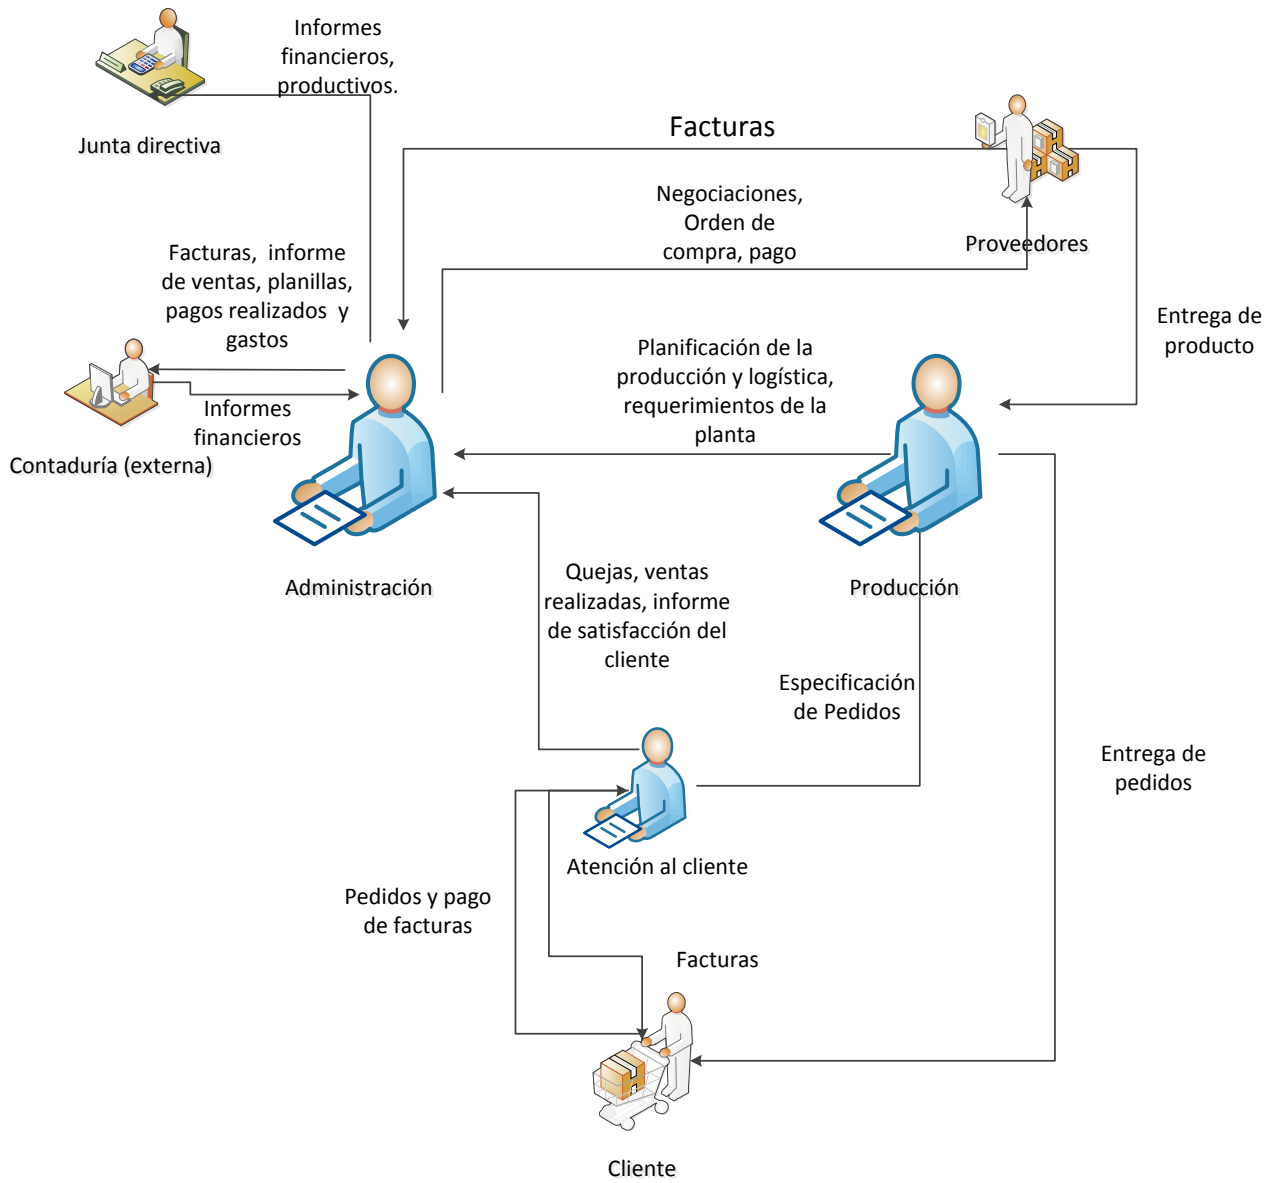 Informes
financieros,
productivos.
Junta directiva
Facturas
Negociaciones,
Orden de
compra, pago
Proveedores
Facturas, informe
de ventas, planillas,
pagos realizados y
gastos
Entrega de
producto
Planificación de la
producción y logística,
requerimientos de la
planta
Informes
financieros
Contaduría (externa)
Administración
Producción
Quejas, ventas
realizadas, informe
de satisfacción del
cliente
Especificación
de Pedidos
Entrega de
pedidos
Atención al cliente
Pedidos y pago
de facturas
Facturas
Cliente